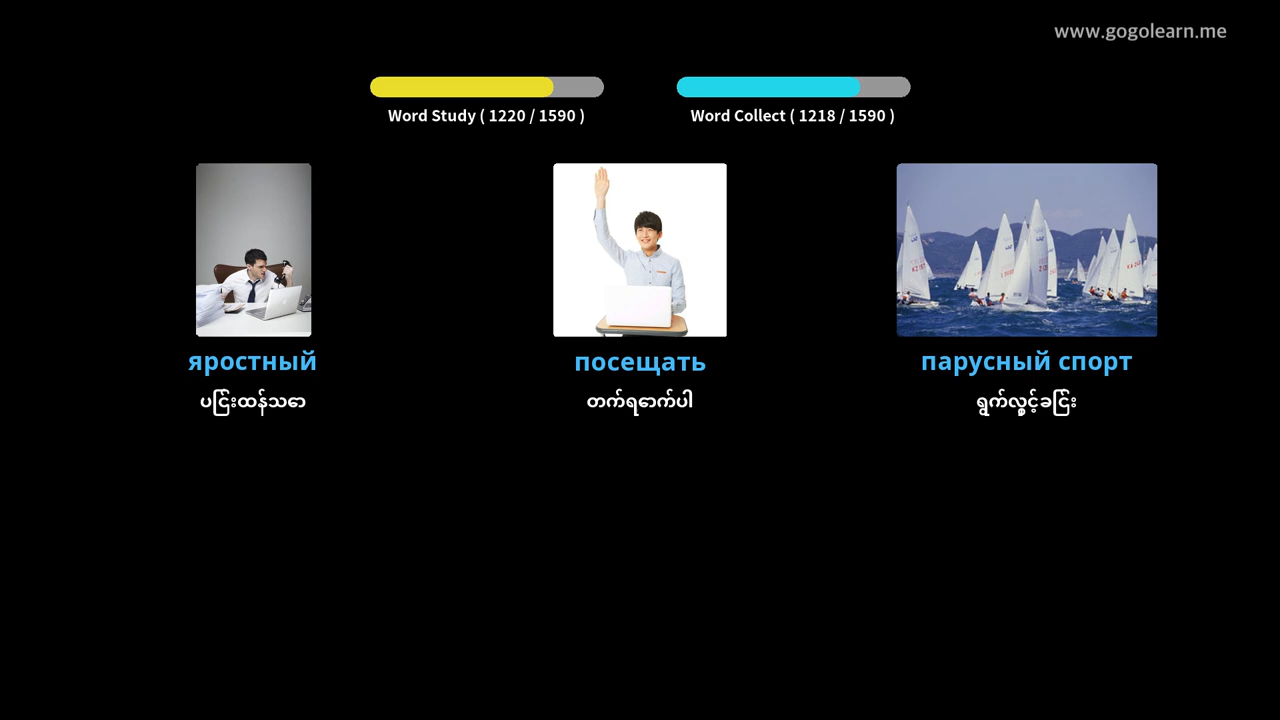 www.gogolearn.me
Word Study ( 1220 / 1590 )
Word Collect ( 1218 / 1590 )
яростный
посещать
парусный спорт
ပြင်းထန်သော
တက်ရောက်ပါ
ရွက်လွှင့်ခြင်း